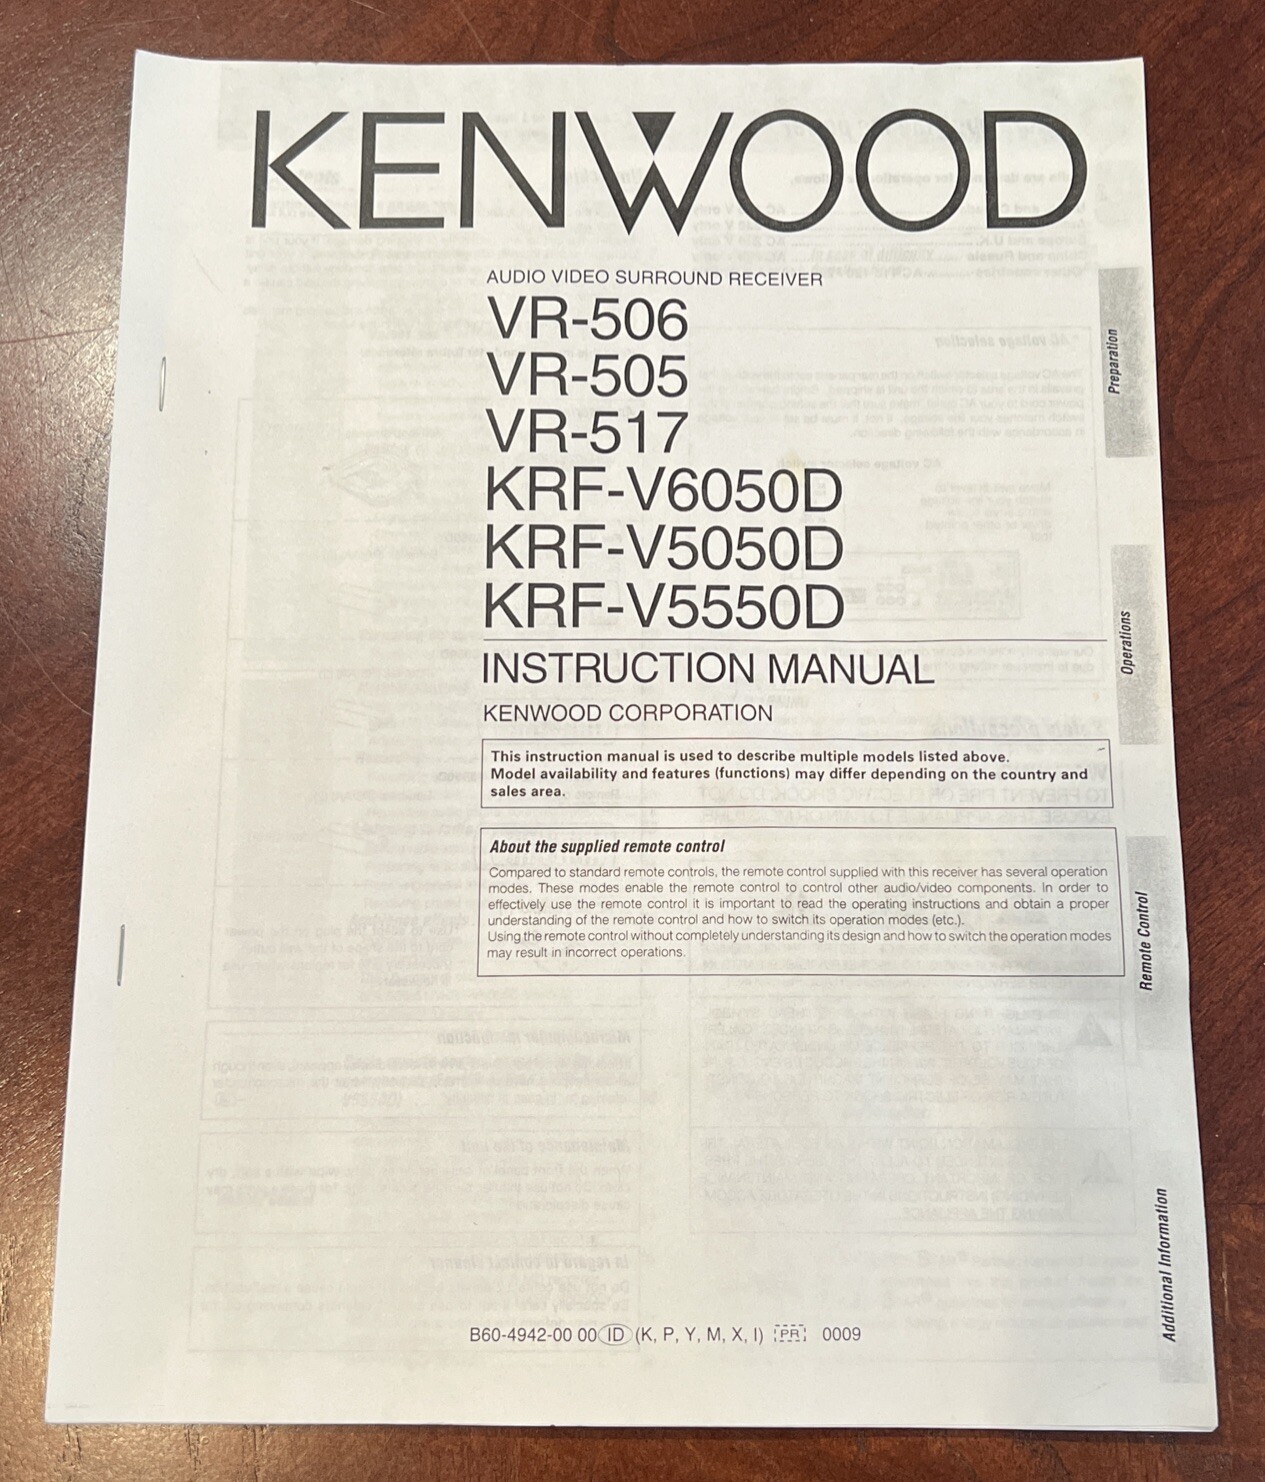 KENWOOD
AUDIO VIDEO SURROUND RECEIVER
VR-506
VR-505
VR-517
KRF-V6050D
KRF-V5050D
KRF-V5550D
INSTRUCTION MANUAL
KENWOOD CORPORATION
This instruction manual is used to describe multiple models listed above.
Model availability and features (functions) may differ depending on the country and
sales area.
About the supplied remote control
Compared to standard remote controls, the remote control supplied with this receiver has several operation
modes. These modes enable the remote control to control other audio/video components. In order to
effectively use the remote control it is important to read the operating instructions and obtain a proper
understanding of the remote control and how to switch its operation modes (etc.).
Using the remote control without completely understanding its design and how to switch the operation modes
may result in incorrect operations.
Preparation
Operations
Remote Control
Additional Information
B60-4942-00 00 ID (K, P, Y, M, X, I) PR 0009